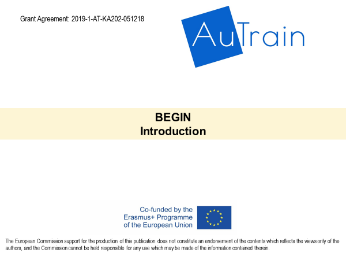 Grant Agreement: 2019-1-AT-KA202-051218
AuTrain
BEGIN
Introduction
Co-funded by the
Erasmus+ Programme
of the European Union
The European Commission support for the production of this publication does not constitute an endorsement of the contents which reflects the views only of the
authors, and the Commission cannot be held responsible for any use which may be made of the information contained therein